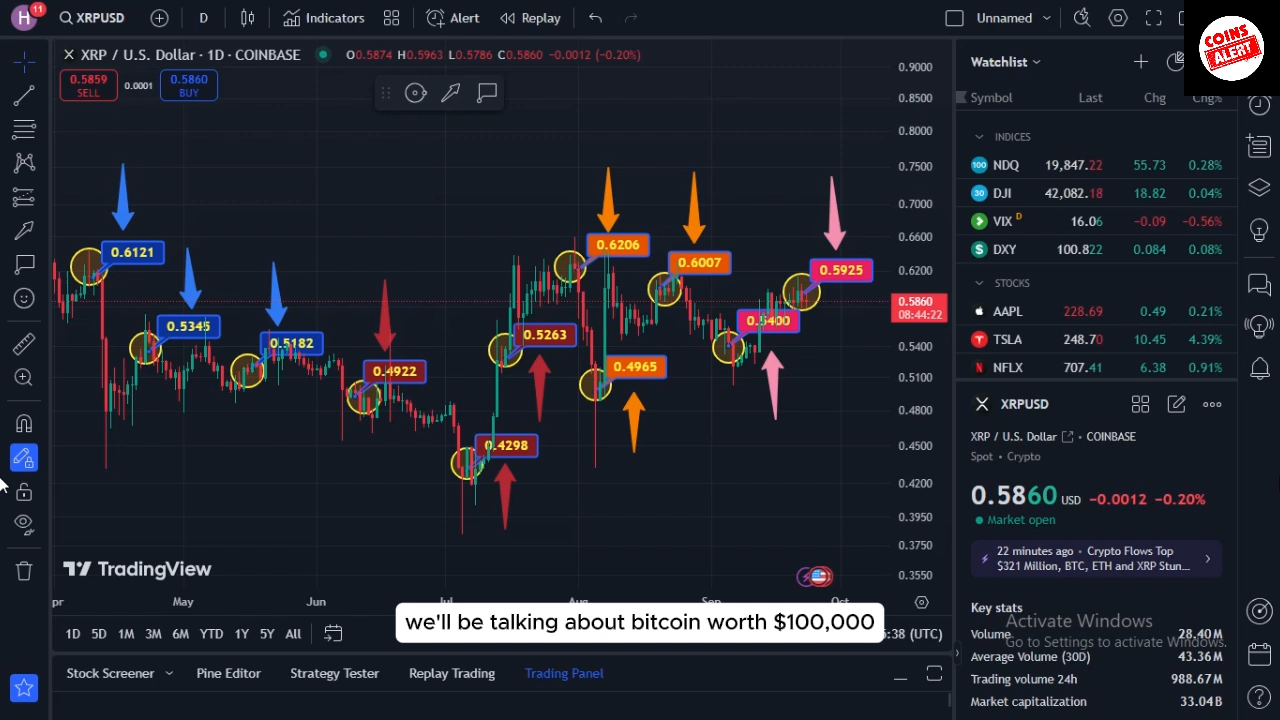 H 11 XRPUSD D Indicators Alert Replay Unnamed
COINS ALERT
XRP / U.S. Dollar · 1D · COINBASE O0.5874 H0.5963 L0.5786 C0.5860 −0.0012 (−0.20%)
0.5859 SELL 0.0001 0.5860 BUY
0.9000
0.8500
0.8000
0.7500
0.7000
0.6600
0.6200
0.5860
08:44:22
0.5400
0.5100
0.4800
0.4500
0.4200
0.3950
0.3750
0.3550
0.6121
0.5345
0.5182
0.4922
0.4298
0.5263
0.6206
0.4965
0.6007
0.5400
0.5925
TradingView
pr May Jun Jul Aug Sep Oct
we'll be talking about bitcoin worth $100,000
1D 5D 1M 3M 6M YTD 1Y 5Y All 5:38 (UTC)
Stock Screener Pine Editor Strategy Tester Replay Trading Trading Panel
Watchlist
Symbol Last Chg Chg%
INDICES
100 NDQ 19,847.22 55.73 0.28%
30 DJI 42,082.18 18.82 0.04%
VIX D 16.06 −0.09 −0.56%
$ DXY 100.822 0.084 0.08%
STOCKS
AAPL 228.69 0.49 0.21%
TSLA 248.70 10.45 4.39%
N NFLX 707.41 6.38 0.91%
XRPUSD
XRP / U.S. Dollar · COINBASE
Spot · Crypto
0.5860 USD −0.0012 −0.20%
Market open
22 minutes ago · Crypto Flows Top
$321 Million, BTC, ETH and XRP Stun...
Key stats
Activate Windows
Volume 28.40M
Go to Settings to activate Windows.
Average Volume (30D) 43.36M
Trading volume 24h 988.67M
Market capitalization 33.04B